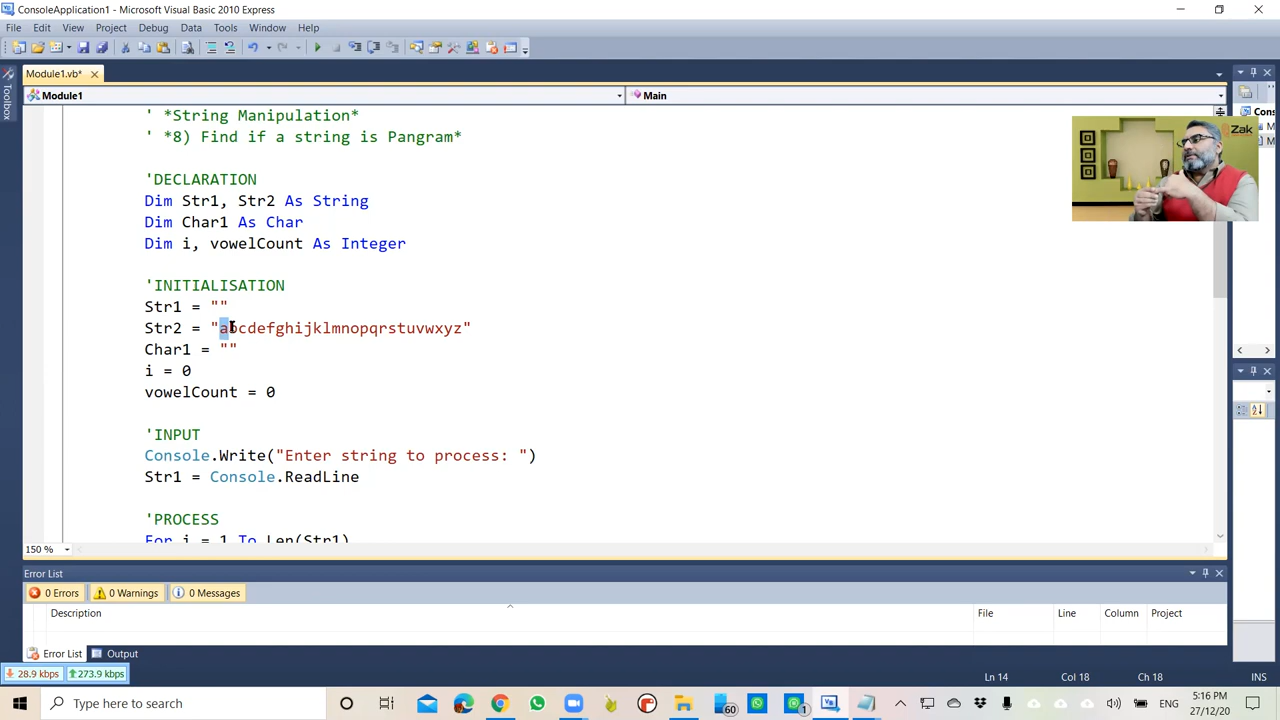 ConsoleApplication1 - Microsoft Visual Basic 2010 Express
File Edit View Project Debug Data Tools Window Help
Module1.vb*
Module1 Main
' *String Manipulation*
' *8) Find if a string is Pangram*
'DECLARATION
Dim Str1, Str2 As String
Dim Char1 As Char
Dim i, vowelCount As Integer
'INITIALISATION
Str1 = ""
Str2 = "abcdefghijklmnopqrstuvwxyz"
Char1 = ""
i = 0
vowelCount = 0
'INPUT
Console.Write("Enter string to process: ")
Str1 = Console.ReadLine
'PROCESS
For i = 1 To Len(Str1)
Toolbox
Cons
Zak
150 %
Error List
0 Errors 0 Warnings 0 Messages
Description File Line Column Project
Error List Output
28.9 kbps 273.9 kbps
Ln 14 Col 18 Ch 18 INS
Type here to search 60 1 5:16 PM
27/12/20